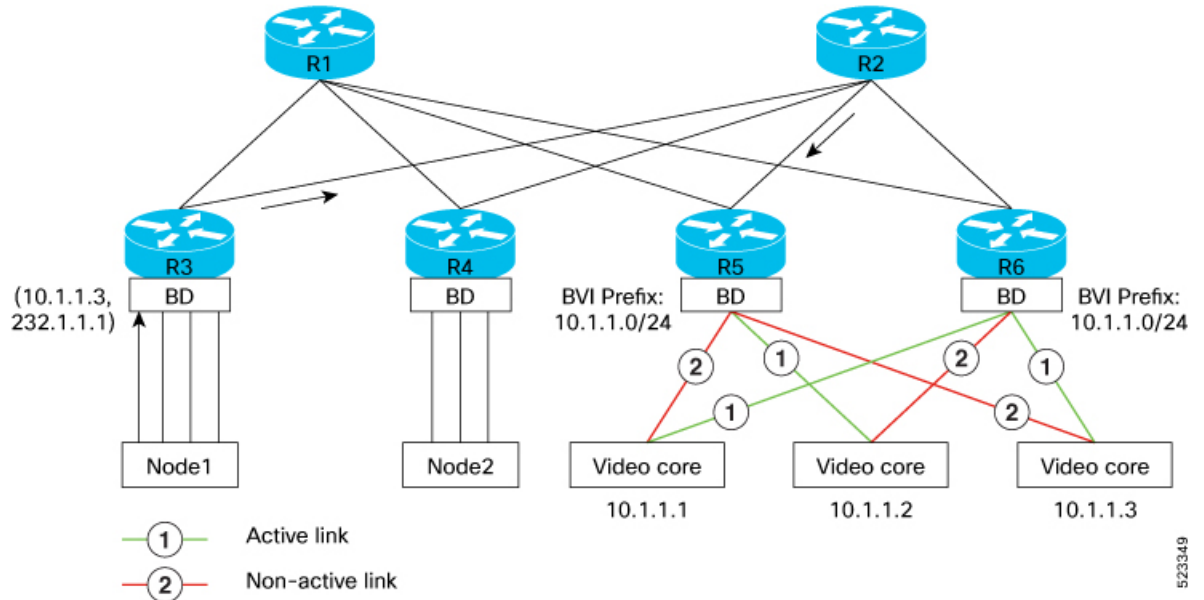 R1
R2
R3
R4
R5
R6
(10.1.1.3,
232.1.1.1)
BD
BD
BVI Prefix:
10.1.1.0/24
BD
BD
BVI Prefix:
10.1.1.0/24
2
1
2
1
1
2
Node1
Node2
Video core
Video core
Video core
10.1.1.1
10.1.1.2
10.1.1.3
1 Active link
2 Non-active link
523349